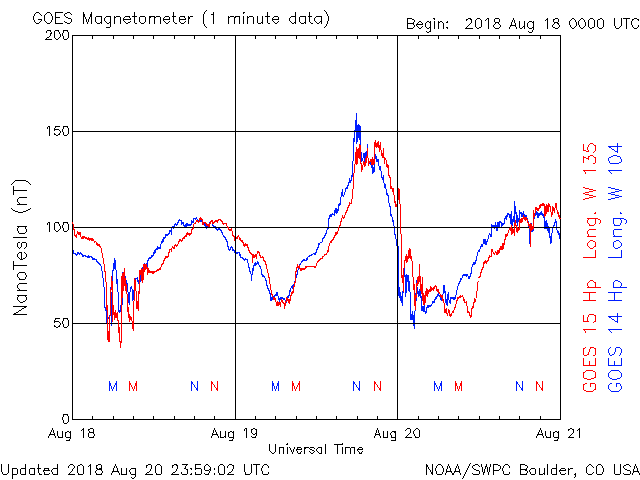 GOES Magnetometer (1 minute data)
Begin: 2018 Aug 18 0000 UTC
200
150
100
50
0
NanoTesla (nT)
M M N N M M N N M M N N
Aug 18 Aug 19 Aug 20 Aug 21
Universal Time
GOES 15 Hp Long. W 135
GOES 14 Hp Long. W 104
Updated 2018 Aug 20 23:59:02 UTC
NOAA/SWPC Boulder, CO USA